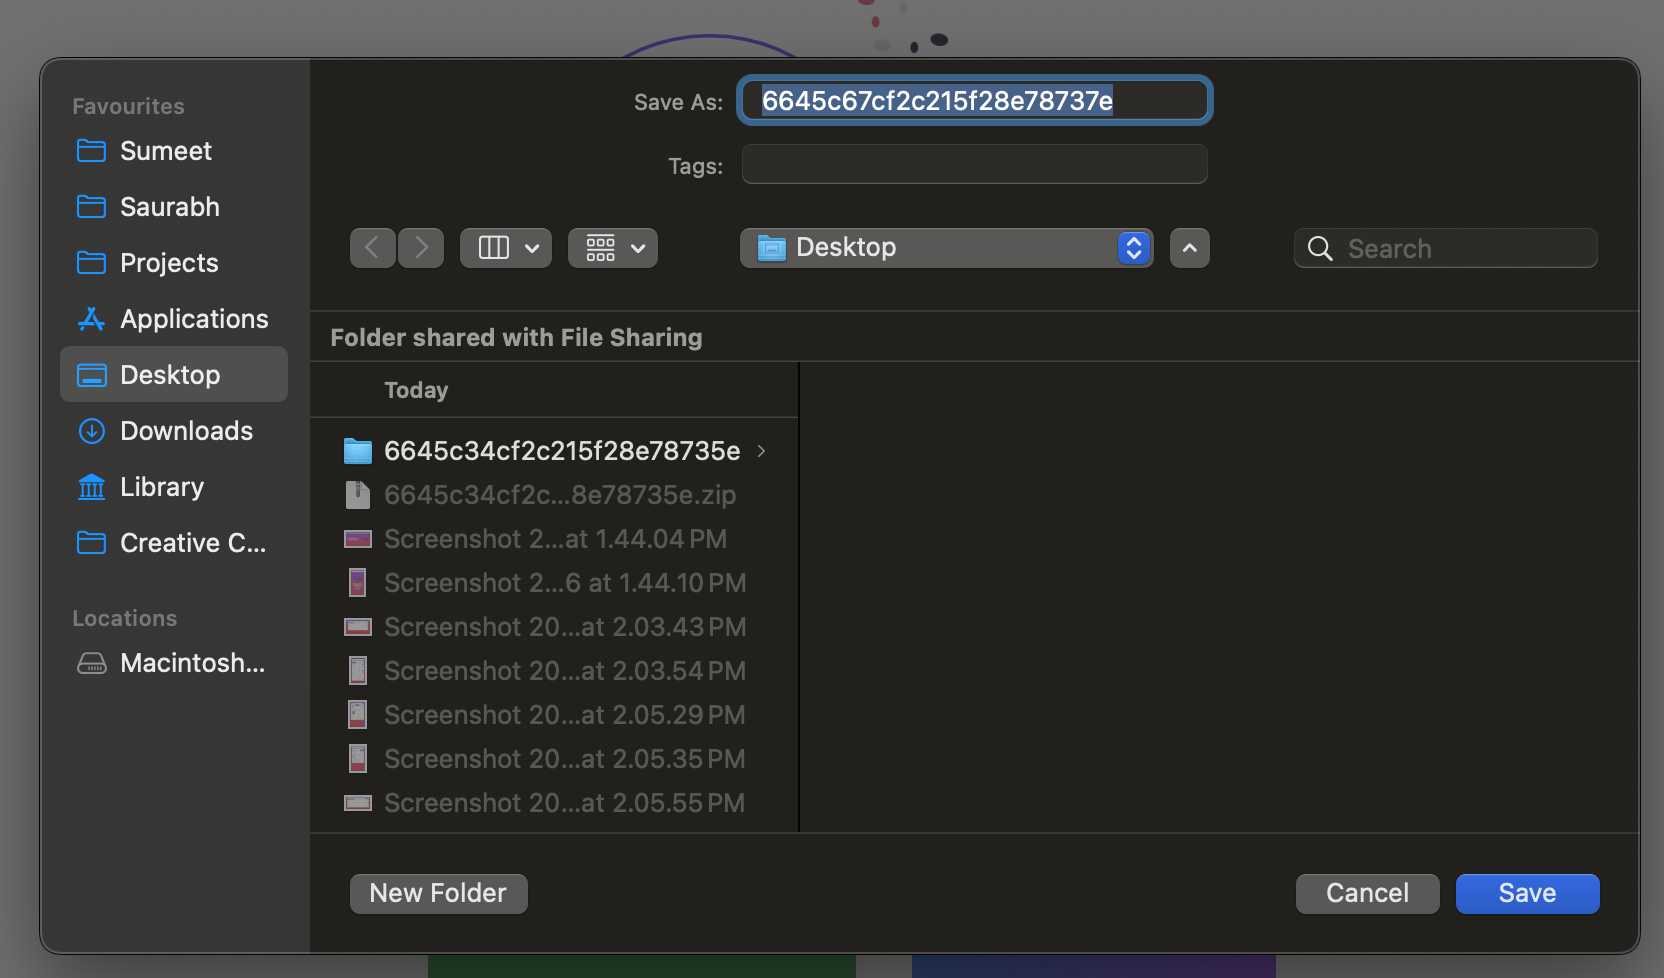 Favourites
Sumeet
Saurabh
Projects
Applications
Desktop
Downloads
Library
Creative C...
Locations
Macintosh...
Save As: 6645c67cf2c215f28e78737e
Tags:
Desktop
Search
Folder shared with File Sharing
Today
6645c34cf2c215f28e78735e
6645c34cf2c...8e78735e.zip
Screenshot 2...at 1.44.04 PM
Screenshot 2...6 at 1.44.10 PM
Screenshot 20...at 2.03.43 PM
Screenshot 20...at 2.03.54 PM
Screenshot 20...at 2.05.29 PM
Screenshot 20...at 2.05.35 PM
Screenshot 20...at 2.05.55 PM
New Folder
Cancel
Save